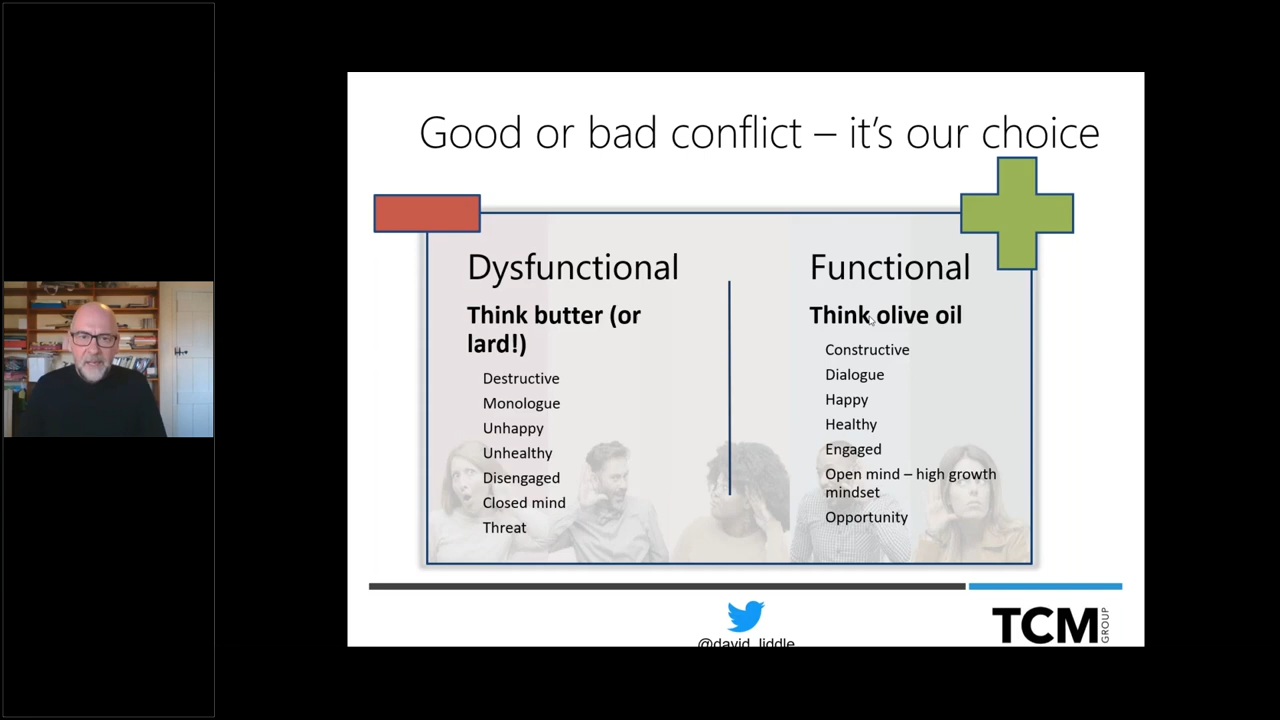 Good or bad conflict – it's our choice
Dysfunctional
Think butter (or
lard!)
Destructive
Monologue
Unhappy
Unhealthy
Disengaged
Closed mind
Threat
Functional
Think olive oil
Constructive
Dialogue
Happy
Healthy
Engaged
Open mind – high growth
mindset
Opportunity
@david_liddle
TCM
GROUP